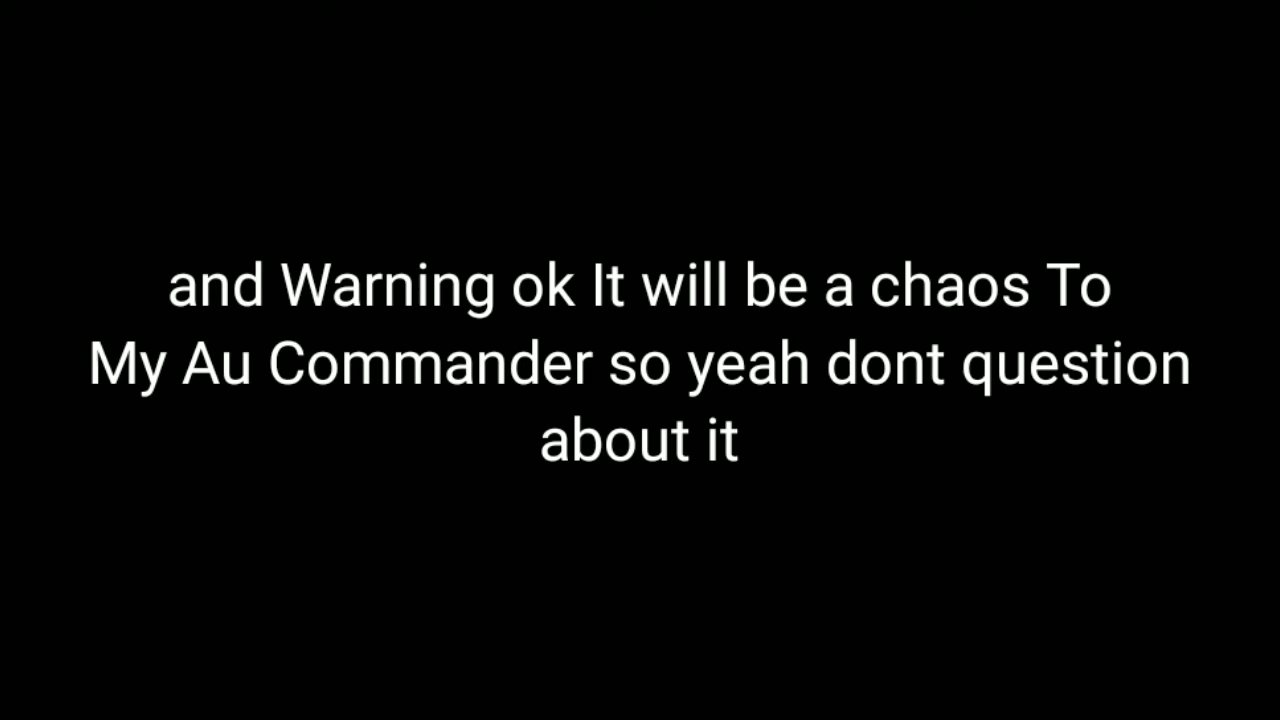 and Warning ok It will be a chaos To
My Au Commander so yeah dont question
about it